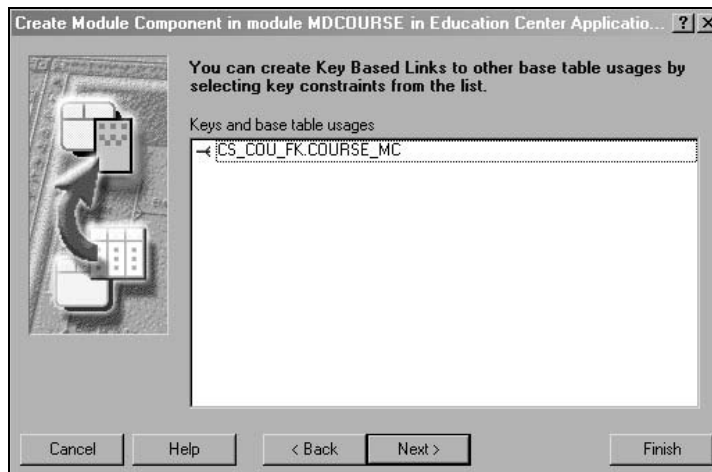 Create Module Component in module MDCOURSE in Education Center Applicatio...
You can create Key Based Links to other base table usages by
selecting key constraints from the list.
Keys and base table usages
CS_COU_FK.COURSE_MC
Cancel
Help
< Back
Next >
Finish